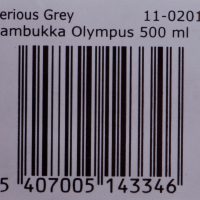 erious Grey 11-0201
ambukka Olympus 500 ml
5 407005 143346